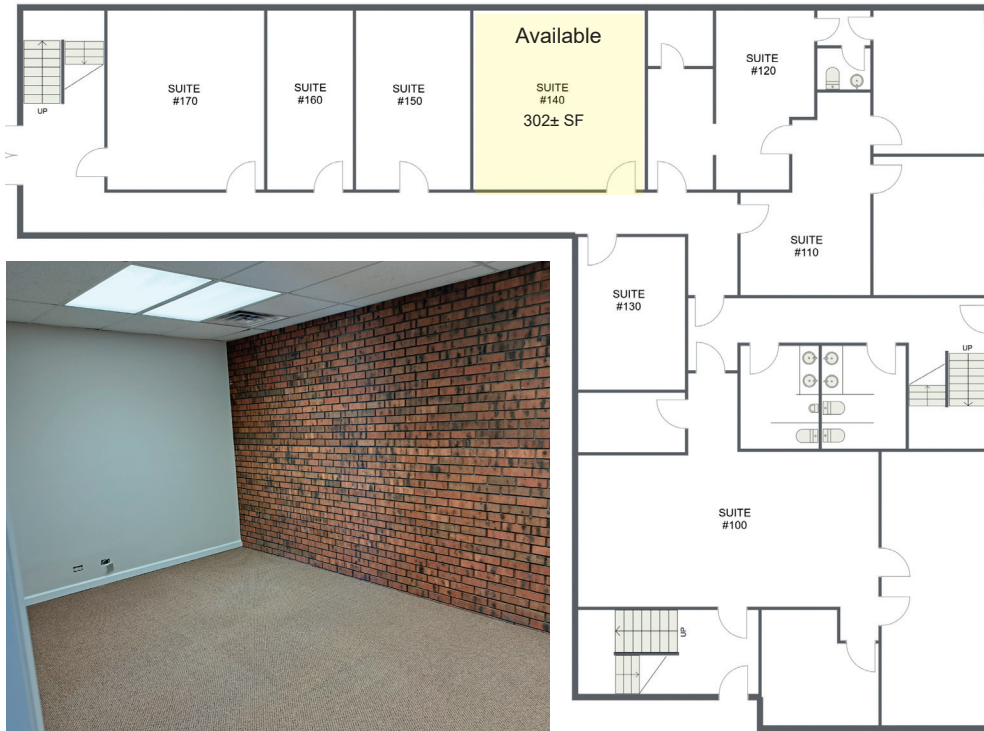 Available
SUITE
#170
SUITE
#160
SUITE
#150
SUITE
#140
302± SF
SUITE
#120
UP
SUITE
#110
SUITE
#130
UP
SUITE
#100
UP